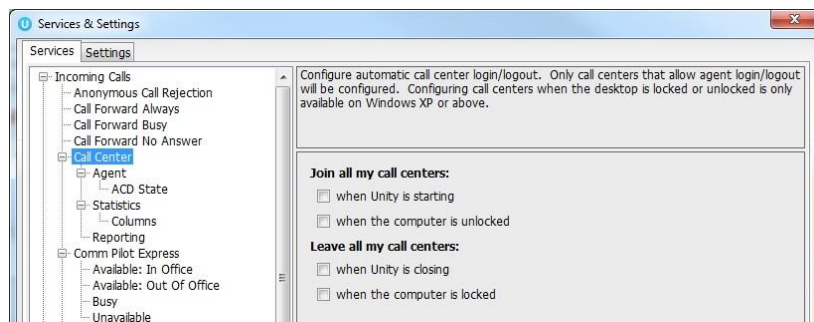 Services & Settings
Services
Settings
Incoming Calls
Anonymous Call Rejection
Call Forward Always
Call Forward Busy
Call Forward No Answer
Call Center
Agent
ACD State
Statistics
Columns
Reporting
Comm Pilot Express
Available: In Office
Available: Out Of Office
Busy
Unavailable
Configure automatic call center login/logout. Only call centers that allow agent login/logout
will be configured. Configuring call centers when the desktop is locked or unlocked is only
available on Windows XP or above.
Join all my call centers:
when Unity is starting
when the computer is unlocked
Leave all my call centers:
when Unity is closing
when the computer is locked